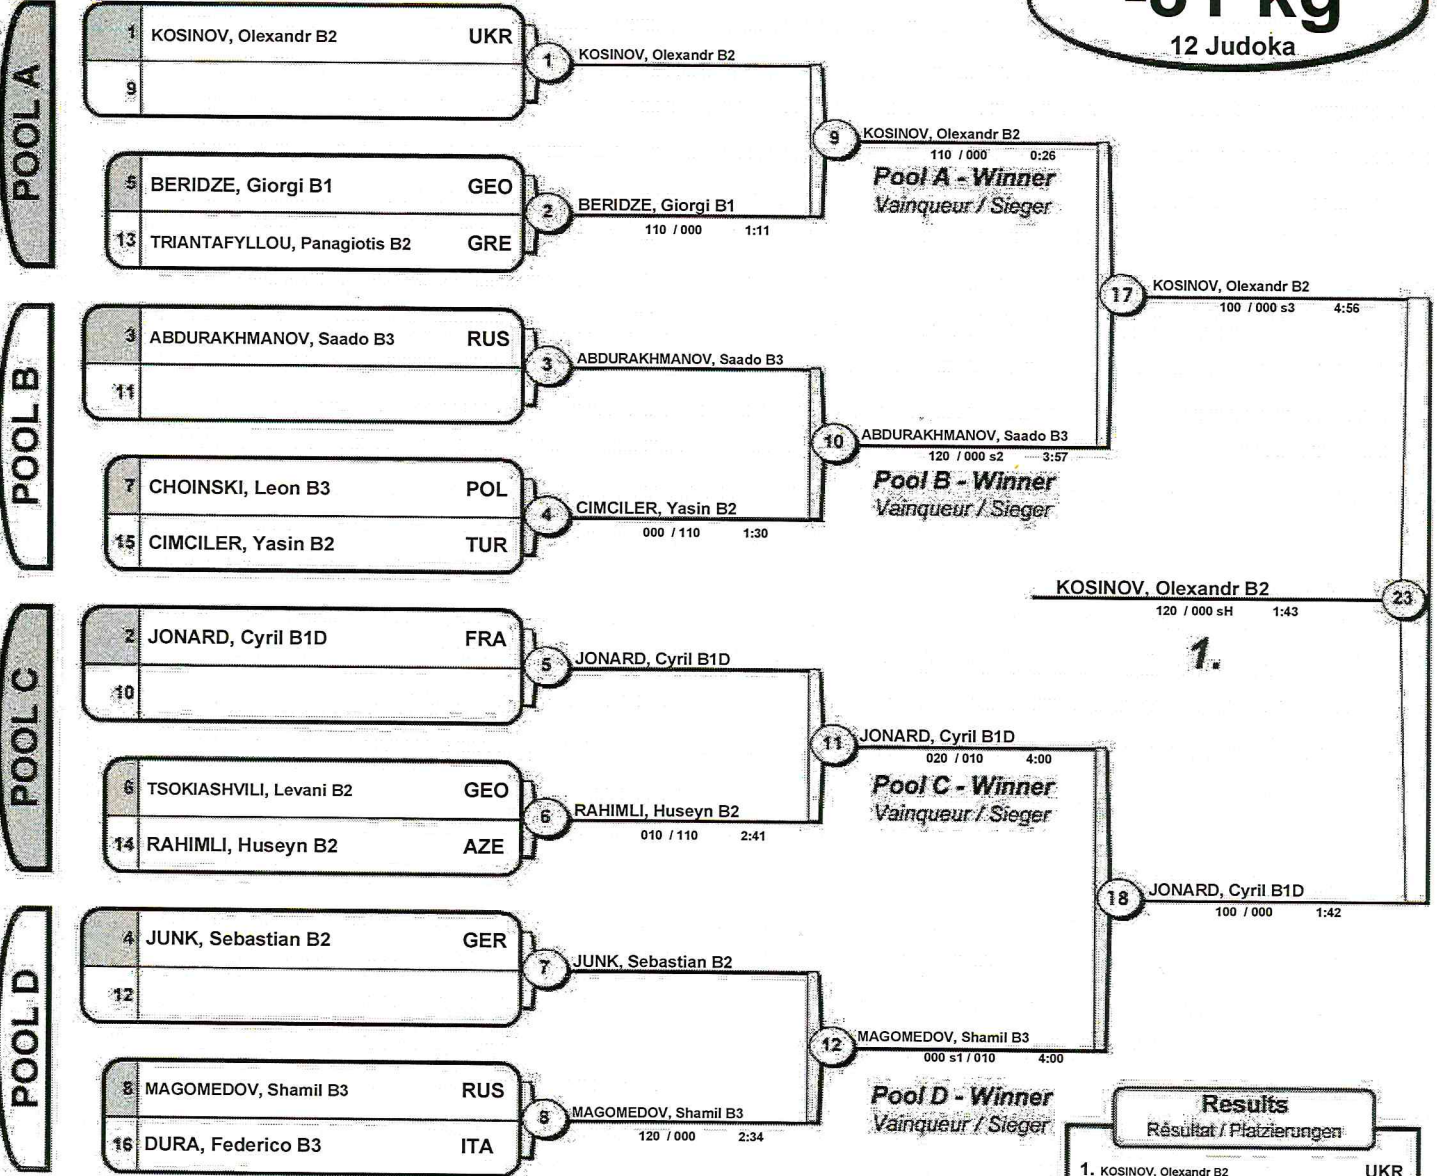 12 Judoka
POOL A
1 KOSINOV, Olexandr B2 UKR
9
5 BERIDZE, Giorgi B1 GEO
13 TRIANTAFYLLOU, Panagiotis B2 GRE
1 KOSINOV, Olexandr B2
2 BERIDZE, Giorgi B1
110 / 000 1:11
9 KOSINOV, Olexandr B2
110 / 000 0:26
Pool A - Winner
Vainqueur / Sieger
POOL B
3 ABDURAKHMANOV, Saado B3 RUS
11
7 CHOINSKI, Leon B3 POL
15 CIMCILER, Yasin B2 TUR
3 ABDURAKHMANOV, Saado B3
4 CIMCILER, Yasin B2
000 / 110 1:30
10 ABDURAKHMANOV, Saado B3
120 / 000 s2 3:57
Pool B - Winner
Vainqueur / Sieger
17 KOSINOV, Olexandr B2
100 / 000 s3 4:56
KOSINOV, Olexandr B2 23
120 / 000 sH 1:43
1.
POOL C
2 JONARD, Cyril B1D FRA
10
6 TSOKIASHVILI, Levani B2 GEO
14 RAHIMLI, Huseyn B2 AZE
5 JONARD, Cyril B1D
6 RAHIMLI, Huseyn B2
010 / 110 2:41
11 JONARD, Cyril B1D
020 / 010 4:00
Pool C - Winner
Vainqueur / Sieger
POOL D
4 JUNK, Sebastian B2 GER
12
8 MAGOMEDOV, Shamil B3 RUS
16 DURA, Federico B3 ITA
7 JUNK, Sebastian B2
8 MAGOMEDOV, Shamil B3
120 / 000 2:34
12 MAGOMEDOV, Shamil B3
000 s1 / 010 4:00
Pool D - Winner
Vainqueur / Sieger
18 JONARD, Cyril B1D
100 / 000 1:42
Results
Résultat / Platzierungen
1. KOSINOV, Olexandr B2 UKR